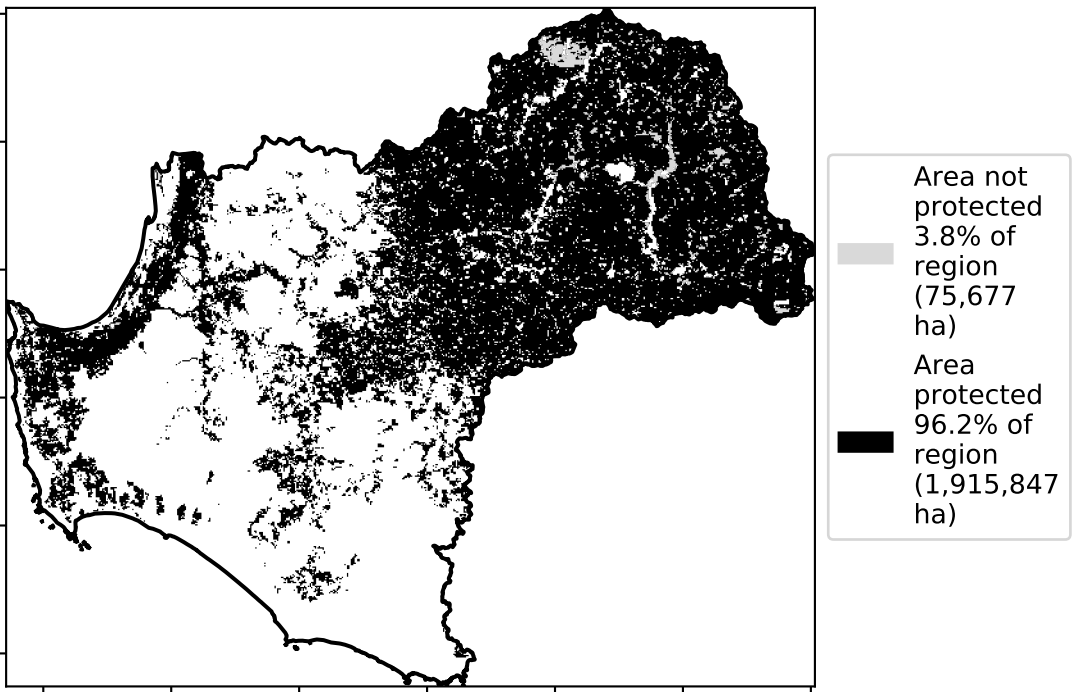 Area not
protected
3.8% of
region
(75,677
ha)
Area
protected
96.2% of
region
(1,915,847
ha)